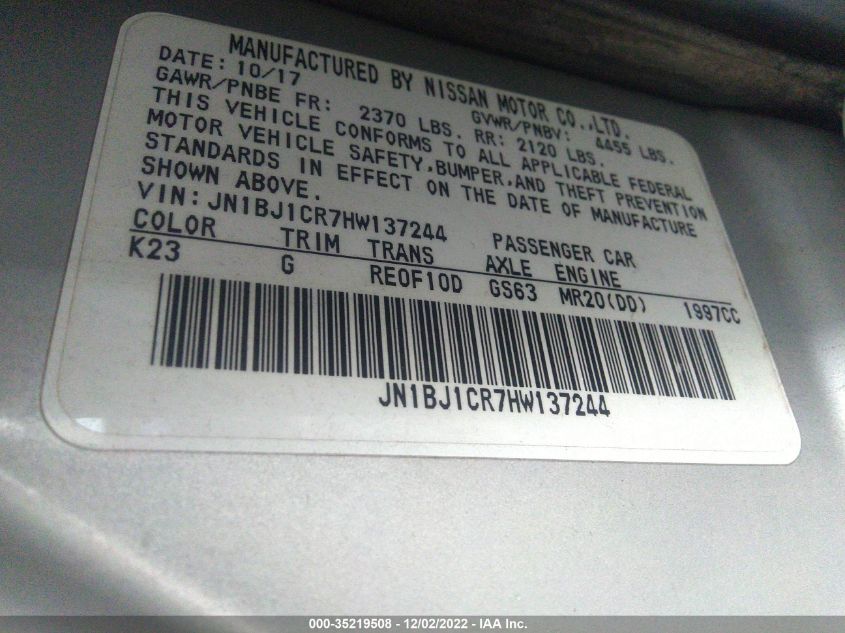 MANUFACTURED BY NISSAN MOTOR CO.,LTD.
DATE: 10/17 GVWR/PNBV: 4455 LBS.
GAWR/PNBE FR: 2370 LBS. RR: 2120 LBS.
THIS VEHICLE CONFORMS TO ALL APPLICABLE FEDERAL
MOTOR VEHICLE SAFETY,BUMPER,AND THEFT PREVENTION
STANDARDS IN EFFECT ON THE DATE OF MANUFACTURE
SHOWN ABOVE.
VIN: JN1BJ1CR7HW137244 PASSENGER CAR
COLOR TRIM TRANS AXLE ENGINE
K23 G RE0F10D GS63 MR20(DD) 1997CC
JN1BJ1CR7HW137244
000-35219508 - 12/02/2022 - IAA Inc.